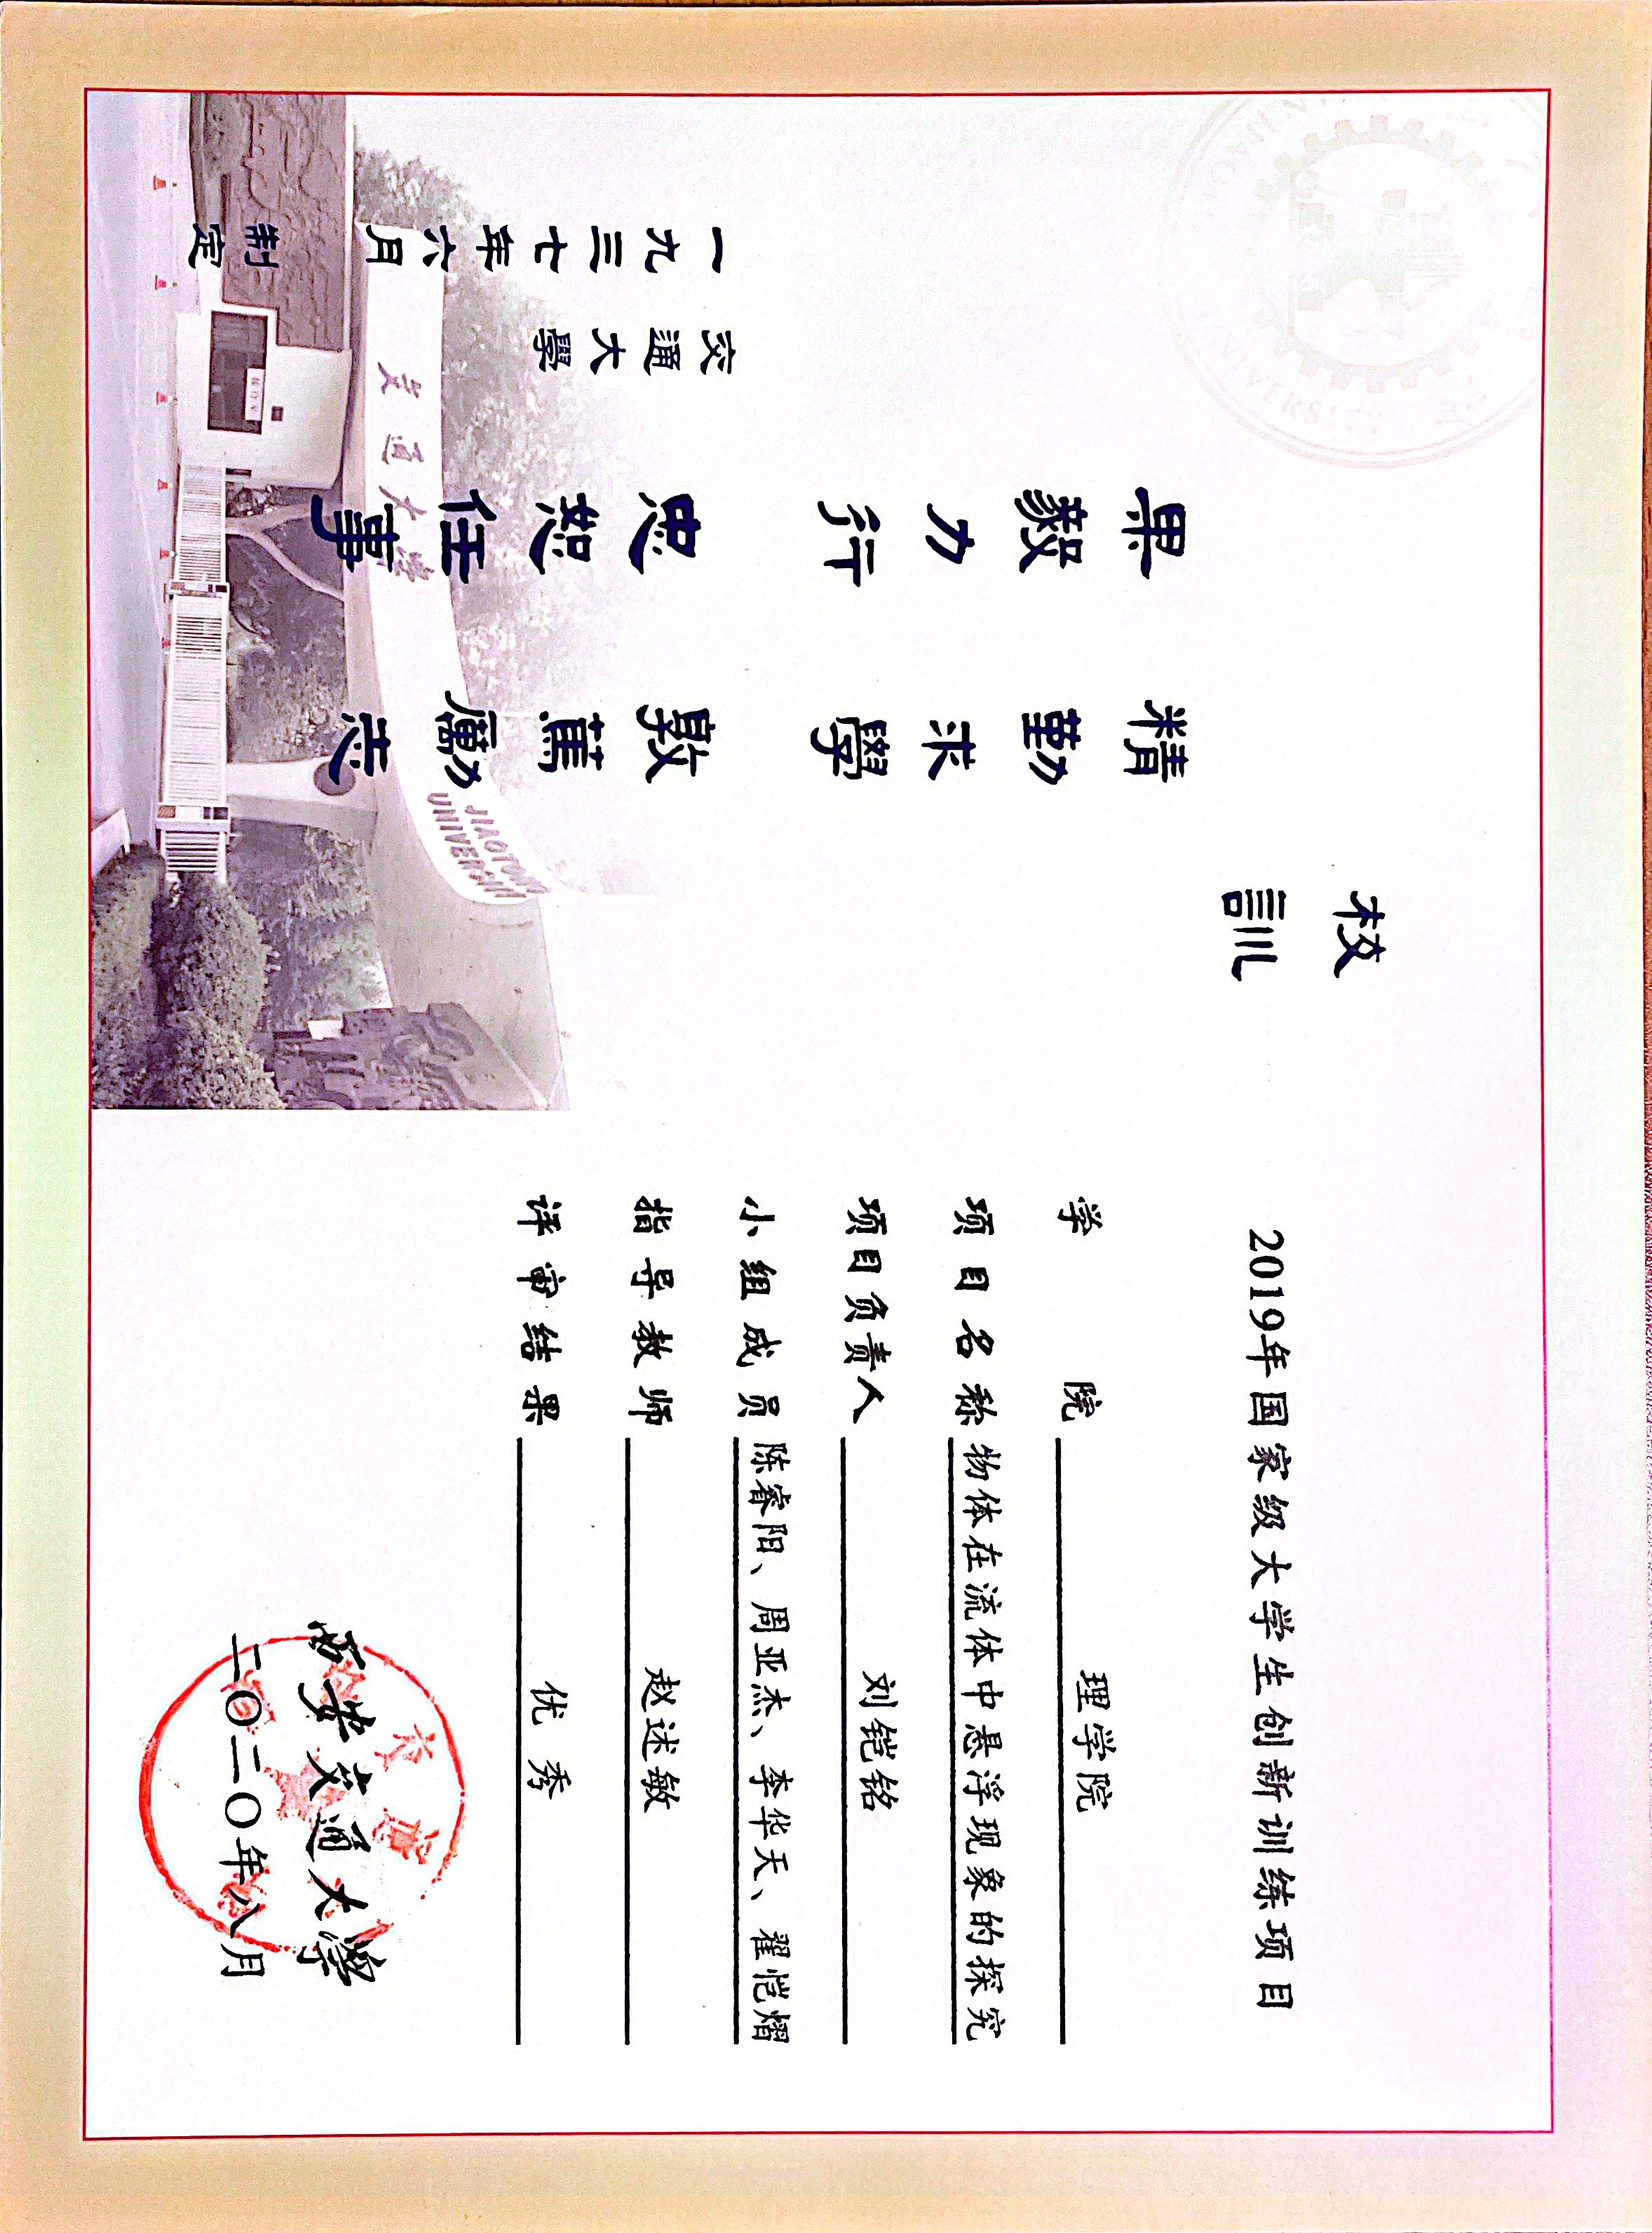 校訓
精勤求學
敦篤勵志
果毅力行
忠恕任事
交通大學
一九三七年六月 制定
交通大學
JIAOTONG
UNIVERSITY
2019年国家级大学生创新训练项目
学院 理学院
项目名称 物体在流体中悬浮现象的探究
项目负责人 刘铠铭
小组成员 陈睿阳、周亚杰、李华天、翟恺熠
指导教师 赵述敏
评审结果 优秀
西安交通大学
二〇二〇年八月